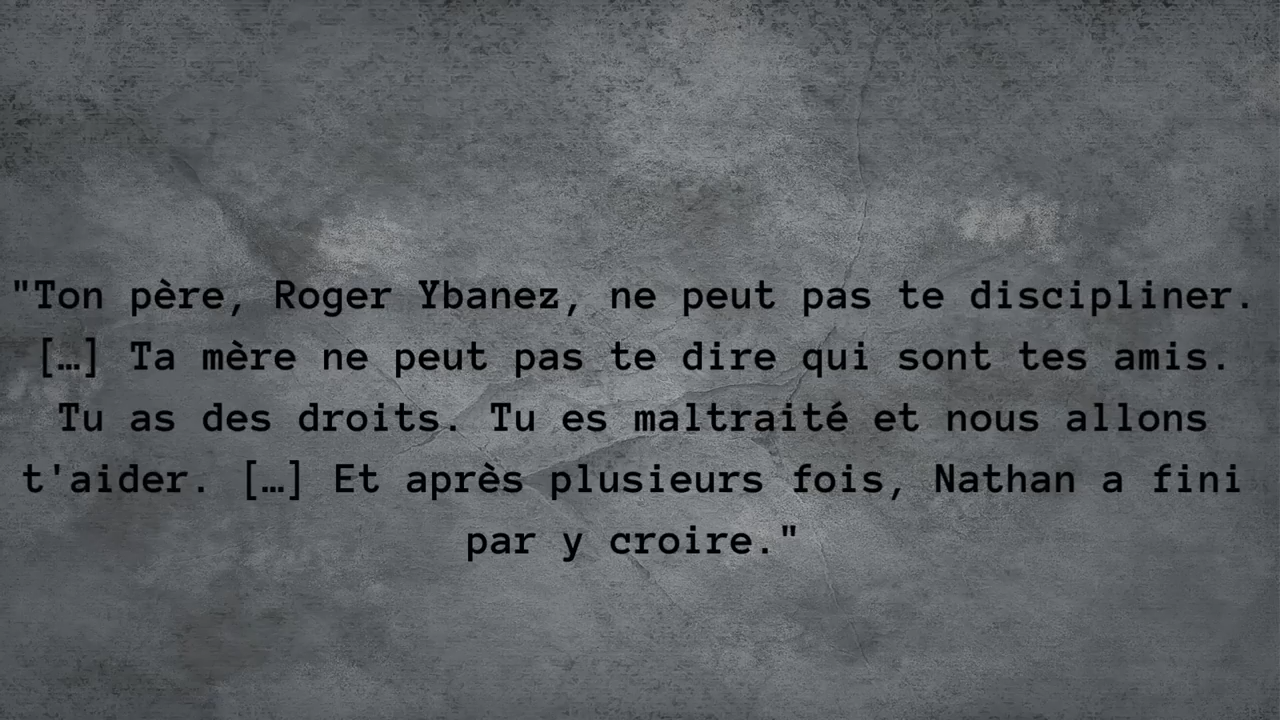 "Ton père, Roger Ybanez, ne peut pas te discipliner.
[…] Ta mère ne peut pas te dire qui sont tes amis.
Tu as des droits. Tu es maltraité et nous allons
t'aider. […] Et après plusieurs fois, Nathan a fini
par y croire."